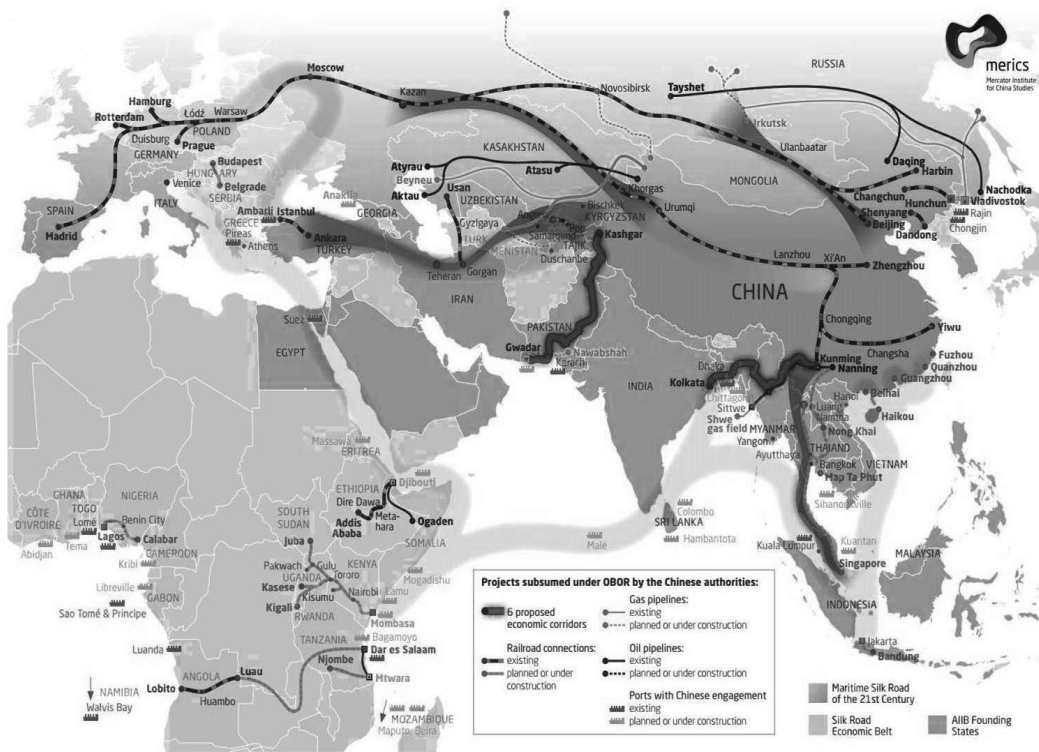 merics
Mercator Institute
for China Studies
RUSSIA
Moscow
Kazan
Novosibirsk
Tayshet
Irkutsk
Hamburg
Rotterdam
Łódź
Warsaw
POLAND
Duisburg
GERMANY
Prague
Ulanbaatar
KASAKHSTAN
MONGOLIA
Daqing
Harbin
Changchun
Hunchun
Nachodka
Vladivostok
Shenyang
Rajin
Chongjin
Beijing
Dandong
Budapest
HUNGARY
Belgrade
SERBIA
Venice
ITALY
SPAIN
Madrid
Atyrau
Beyneu
Aktau
Atasu
Usan
UZBEKISTAN
Khorgas
Bischkek
KYRGYZSTAN
Urumqi
Anaklia
GEORGIA
Ambarli
Istanbul
GREECE
Pireas
Athens
Ankara
TURKEY
Gyzlgaya
TURK
MENISTAN
Samarqand
TAJIK.
Duschanbe
Kashgar
Teheran
Gorgan
Lanzhou
Xi'An
Zhengzhou
IRAN
CHINA
Suez
EGYPT
PAKISTAN
Gwadar
Nawabshah
Karachi
INDIA
Chongqing
Yiwu
Changsha
Kunming
Nanning
Fuzhou
Quanzhou
Guangzhou
Dhaka
Kolkata
Chittagong
Sittwe
Shwe
gas field
MYANMAR
Yangon
Hanoi
Beihai
Haikou
Luang
Namtha
Nong Khai
THAILAND
Ayutthaya
Bangkok
VIETNAM
Map Ta Phut
Sihanoukville
Massawa
ERITREA
Djibouti
ETHIOPIA
Dire Dawa
Addis
Ababa
Meta-
hara
Ogaden
SOMALIA
SOUTH
SUDAN
Juba
GHANA
TOGO
CÔTE
D'IVROIRE
Lomé
NIGERIA
Benin City
Lagos
Calabar
Abidjan
Tema
CAMEROON
Kribi
Libreville
GABON
Sao Tomé & Principe
Pakwach
Gulu
Tororo
KENYA
UGANDA
Kasese
Kisumu
Nairobi
Lamu
Mogadishu
Kigali
RWANDA
Mombasa
TANZANIA
Bagamoyo
Dar es Salaam
Njombe
Mtwara
Luanda
ANGOLA
Luau
Lobito
Huambo
NAMIBIA
Walvis Bay
MOZAMBIQUE
Maputo, Beira
Colombo
SRI LANKA
Hambantota
Malé
Kuala Lumpur
Kuantan
MALAYSIA
Singapore
INDONESIA
Jakarta
Bandung
Projects subsumed under OBOR by the Chinese authorities:
6 proposed
economic corridors
Railroad connections:
existing
planned or under
construction
Gas pipelines:
existing
planned or under construction
Oil pipelines:
existing
planned or under construction
Ports with Chinese engagement
existing
planned or under construction
Maritime Silk Road
of the 21st Century
Silk Road
Economic Belt
AIIB Founding
States